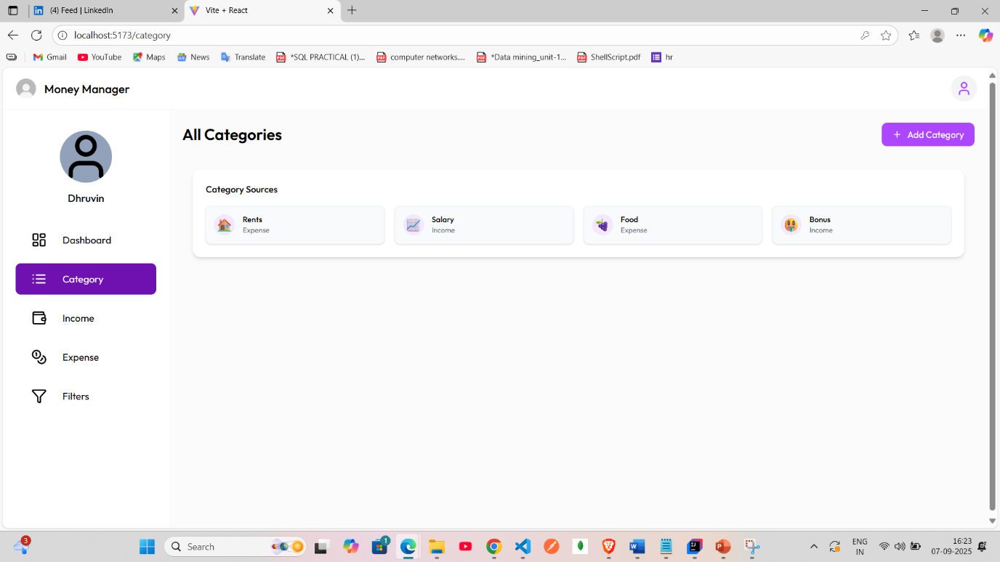 (4) Feed | LinkedIn
Vite + React
localhost:5173/category
Gmail
YouTube
Maps
News
Translate
*SQL PRACTICAL (1)...
computer networks....
*Data mining_unit-1...
ShellScript.pdf
hr
Money Manager
Dhruvin
Dashboard
Category
Income
Expense
Filters
All Categories
+ Add Category
Category Sources
Rents
Expense
Salary
Income
Food
Expense
Bonus
Income
3
Search
1
ENG
IN
16:23
07-09-2025